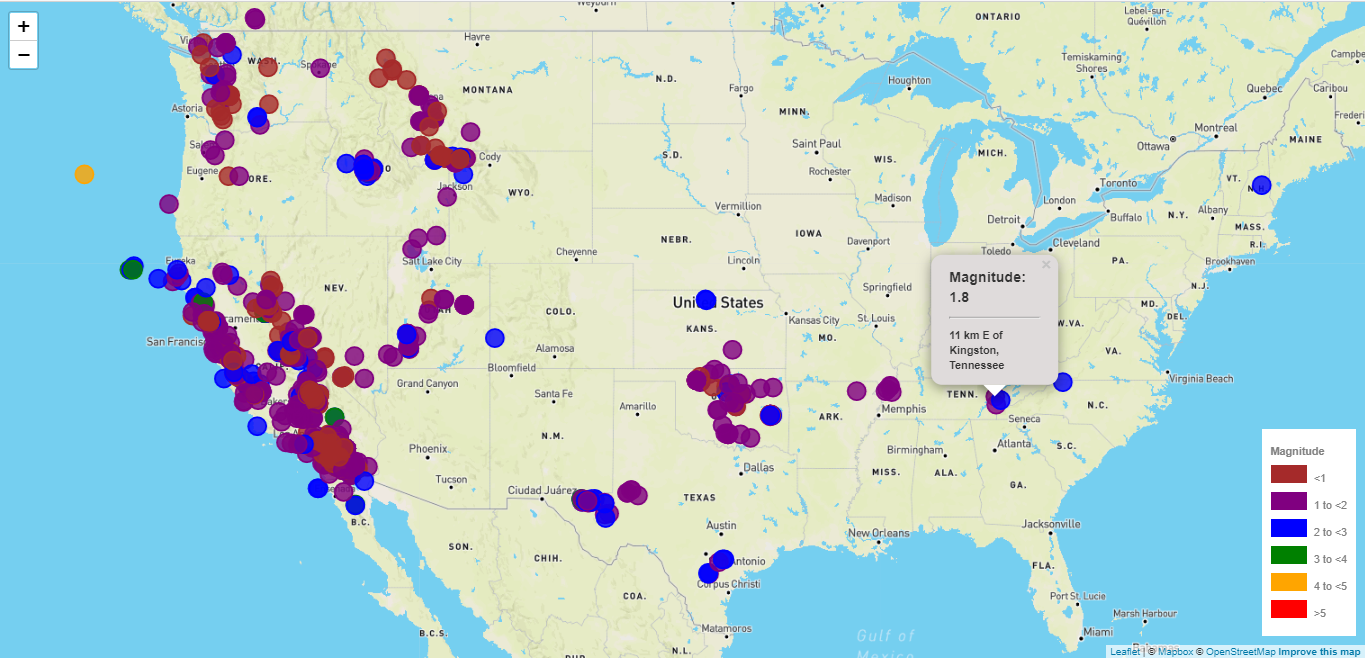 +
−
Weyburn
ONTARIO
Lebel-sur-
Quévillon
Havre
WASH.
Temiskaming
Shores
Houghton
N.D.
Fargo
MONTANA
Quebec
Caribou
Astoria
MINN.
Montreal
Ottawa
MAINE
Saint Paul
Rochester
WIS.
MICH.
S.D.
Cody
Eugene
ORE.
Jackson
WYO.
Madison
Toronto
London
VT.
N.H.
Vermillion
Detroit
Buffalo
N.Y.
Albany
MASS.
NEBR.
IOWA
Davenport
Toledo
Cleveland
R.I.
Eureka
Cheyenne
Salt Lake City
Lincoln
PA.
Brookhaven
NEV.
Springfield
N.J.
United States
COLO.
KANS.
Kansas City
St. Louis
MO.
MD.
DEL.
W.VA.
VA.
San Francisc
Alamosa
Bloomfield
Grand Canyon
Virginia Beach
Magnitude:
1.8
11 km E of
Kingston,
Tennessee
Santa Fe
Amarillo
ARK.
Memphis
TENN.
N.C.
Seneca
N.M.
Phoenix
Birmingham
Atlanta
S.C.
Tucson
Dallas
MISS.
ALA.
GA.
Ciudad Juárez
TEXAS
B.C.
Austin
New Orleans
Jacksonville
SON.
CHIH.
Antonio
Corpus Christi
FLA.
COA.
Port St. Lucie
Marsh Harbour
Matamoros
Miami
B.C.S.
N.L.
Gulf of
Mexico
Magnitude
<1
1 to <2
2 to <3
3 to <4
4 to <5
>5
Leaflet | © Mapbox © OpenStreetMap Improve this map